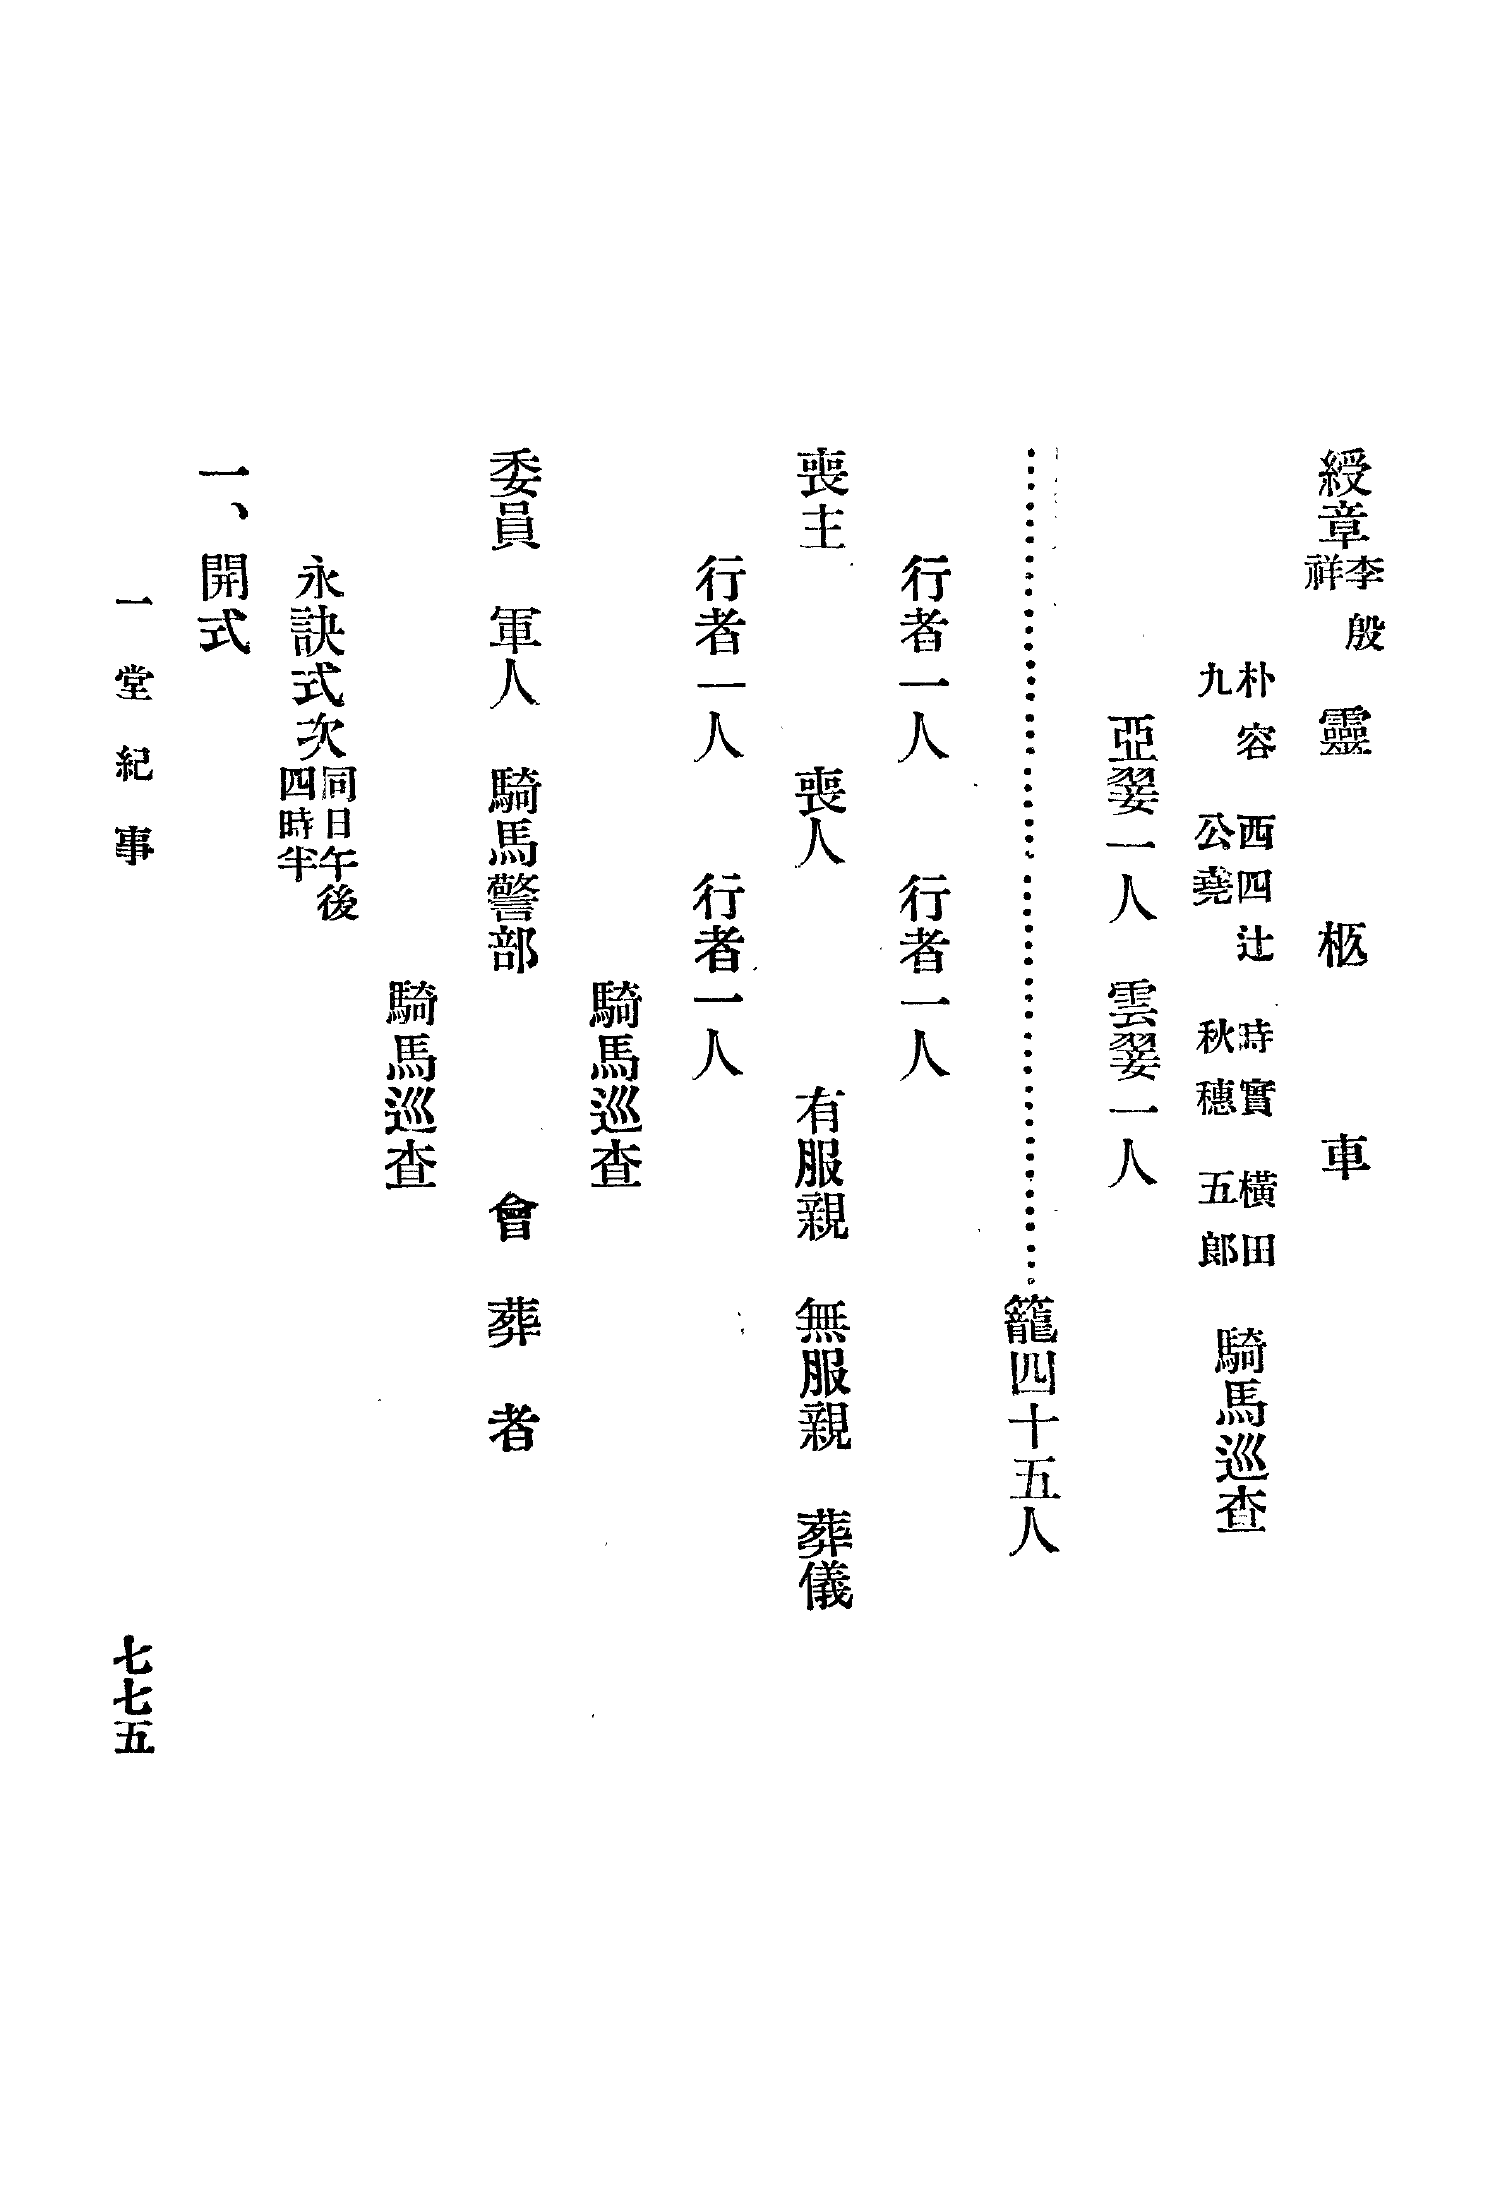 綬章李殷祥 靈柩車
朴容九 西四辻公堯 時實秋穗 横田五郎 騎馬巡査
亞翣一人 雲翣一人
………………………………………………籠四十五人
行者一人 行者一人
喪主 喪人 有服親 無服親 葬儀
行者一人 行者一人
騎馬巡査
委員 軍人 騎馬警部 會葬者
騎馬巡査
永訣式次同日午後四時半
一、開式
一堂紀事
七七五